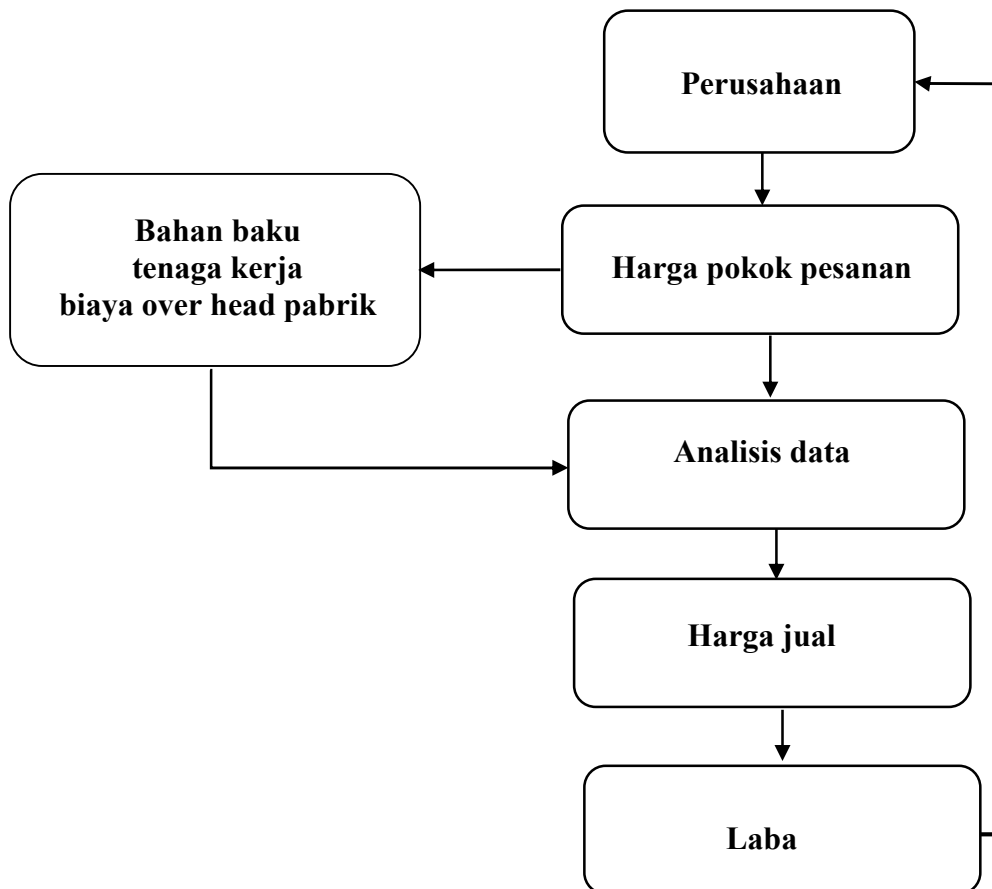 Perusahaan
Bahan baku
tenaga kerja
biaya over head pabrik
Harga pokok pesanan
Analisis data
Harga jual
Laba